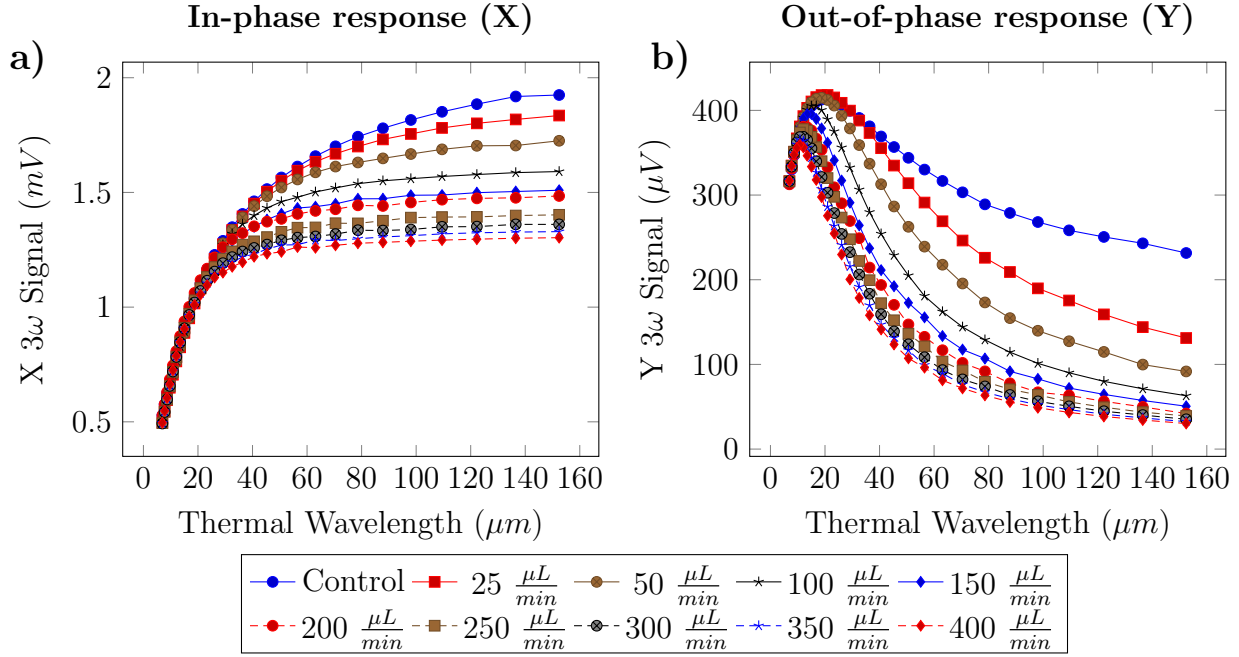 In-phase response (X) Out-of-phase response (Y)
a) b)
2
1.5
1
0.5
X 3ω Signal (mV)
0 20 40 60 80 100 120 140 160
Thermal Wavelength (μm)
400
300
200
100
0
Y 3ω Signal (μV)
0 20 40 60 80 100 120 140 160
Thermal Wavelength (μm)
Control 25 μL/min 50 μL/min 100 μL/min 150 μL/min
200 μL/min 250 μL/min 300 μL/min 350 μL/min 400 μL/min